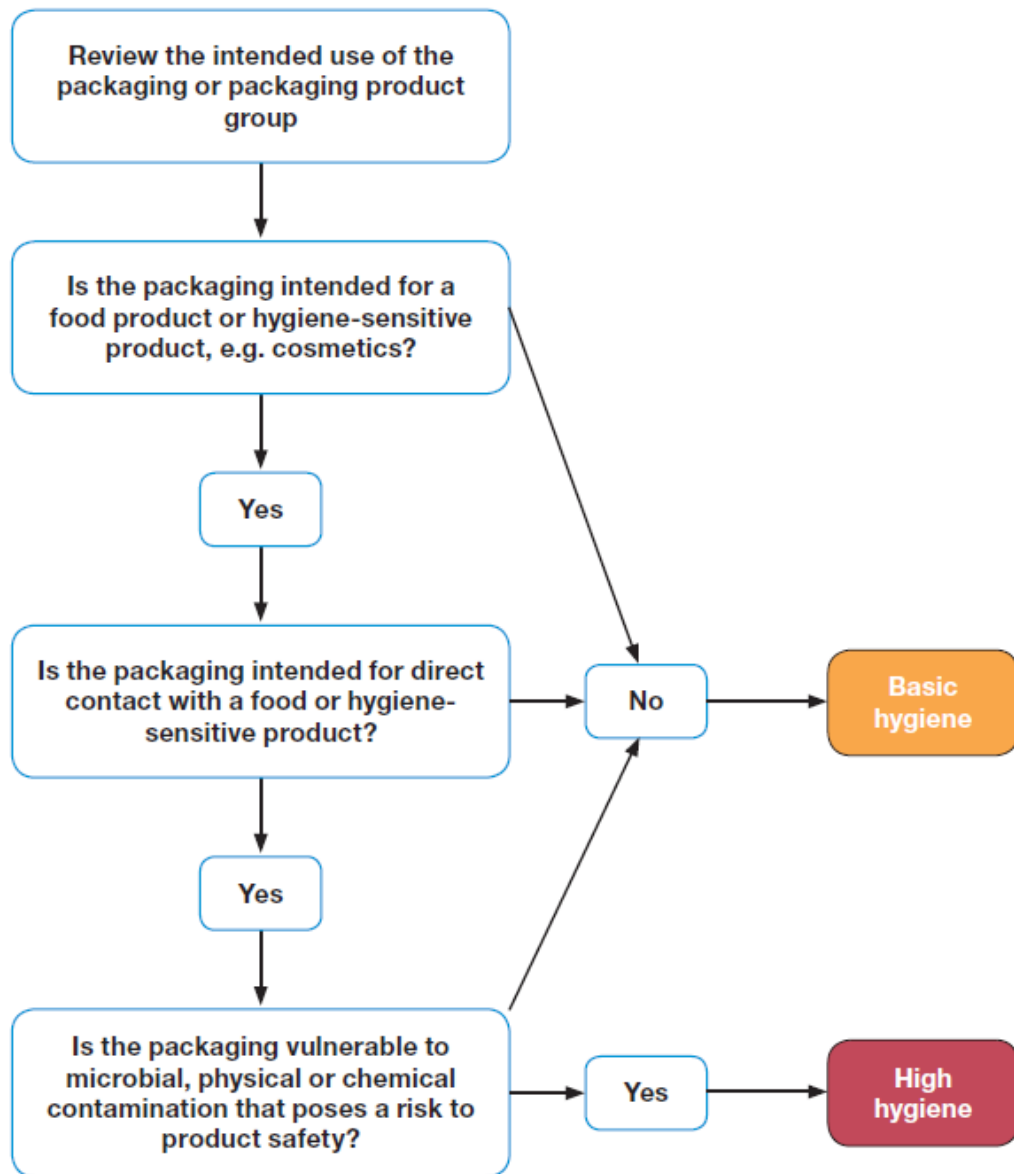 Review the intended use of the
packaging or packaging product
group
Is the packaging intended for a
food product or hygiene-sensitive
product, e.g. cosmetics?
Yes
Is the packaging intended for direct
contact with a food or hygiene-
sensitive product?
No
Basic
hygiene
Yes
Is the packaging vulnerable to
microbial, physical or chemical
contamination that poses a risk to
product safety?
Yes
High
hygiene